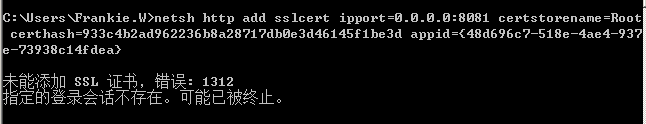 C:\Users\Frankie.W>netsh http add sslcert ipport=0.0.0.0:8081 certstorename=Root
 certhash=933c4b2ad962236b8a28717db0e3d46145f1be3d appid={48d696c7-518e-4ae4-937
e-73938c14fdea}
未能添加 SSL 证书，错误: 1312
指定的登录会话不存在。可能已被终止。